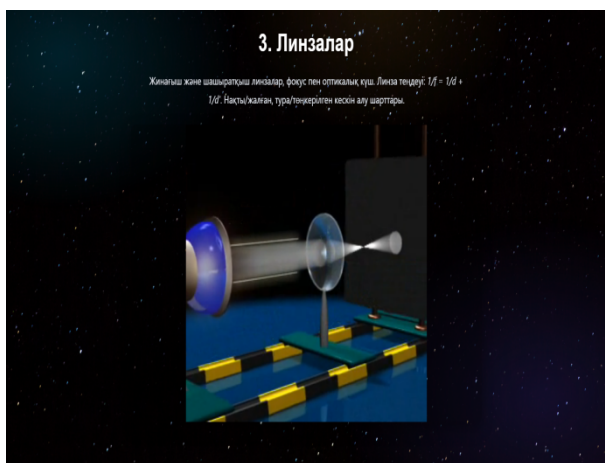 3. Линзалар
Жинағыш және шашыратқыш линзалар, фокус пен оптикалық күш. Линза теңдеуі: 1/f = 1/d +
1/d'. Нақты/жалған, тура/төңкерілген кескін алу шарттары.